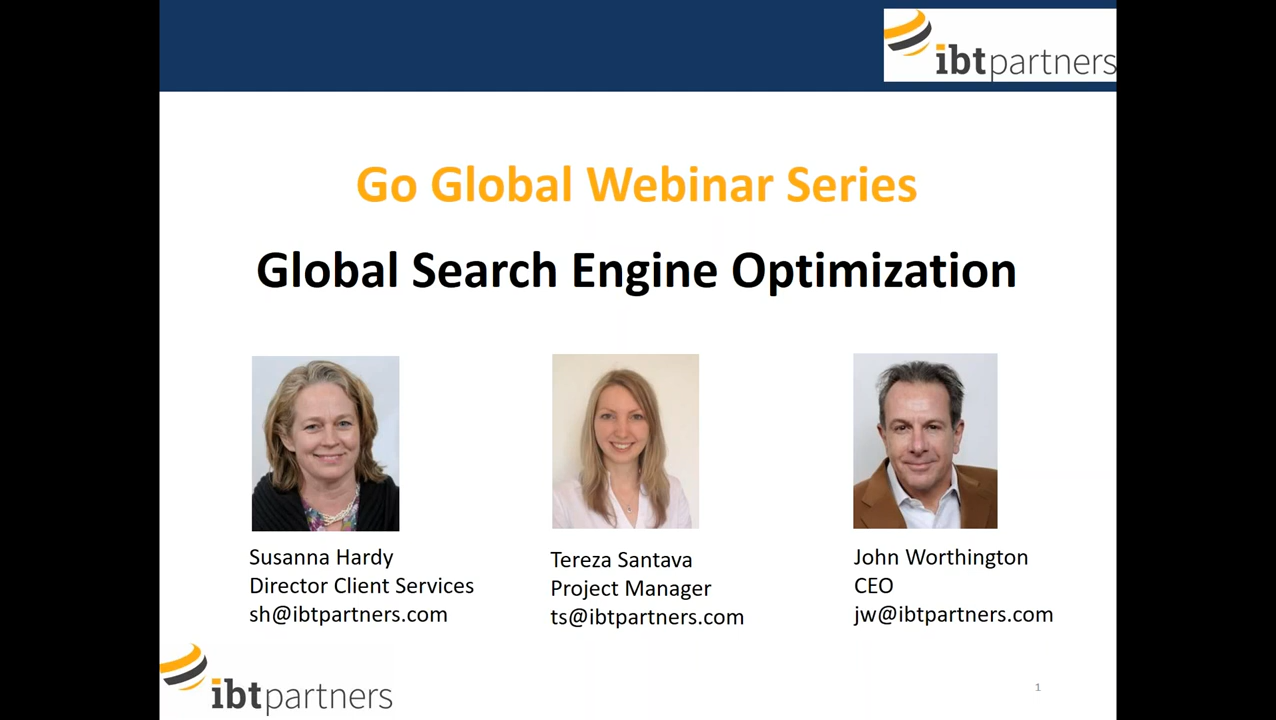 ibtpartners
Go Global Webinar Series
Global Search Engine Optimization
Susanna Hardy
Director Client Services
sh@ibtpartners.com
Tereza Santava
Project Manager
ts@ibtpartners.com
John Worthington
CEO
jw@ibtpartners.com
ibtpartners
1